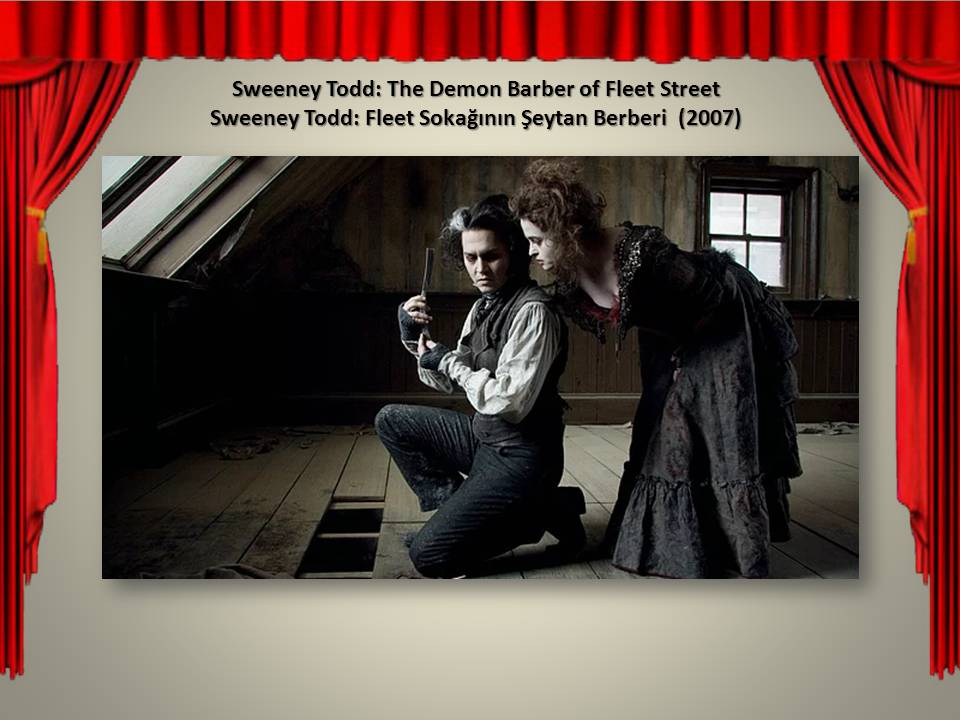 Sweeney Todd: The Demon Barber of Fleet Street
Sweeney Todd: Fleet Sokağının Şeytan Berberi (2007)